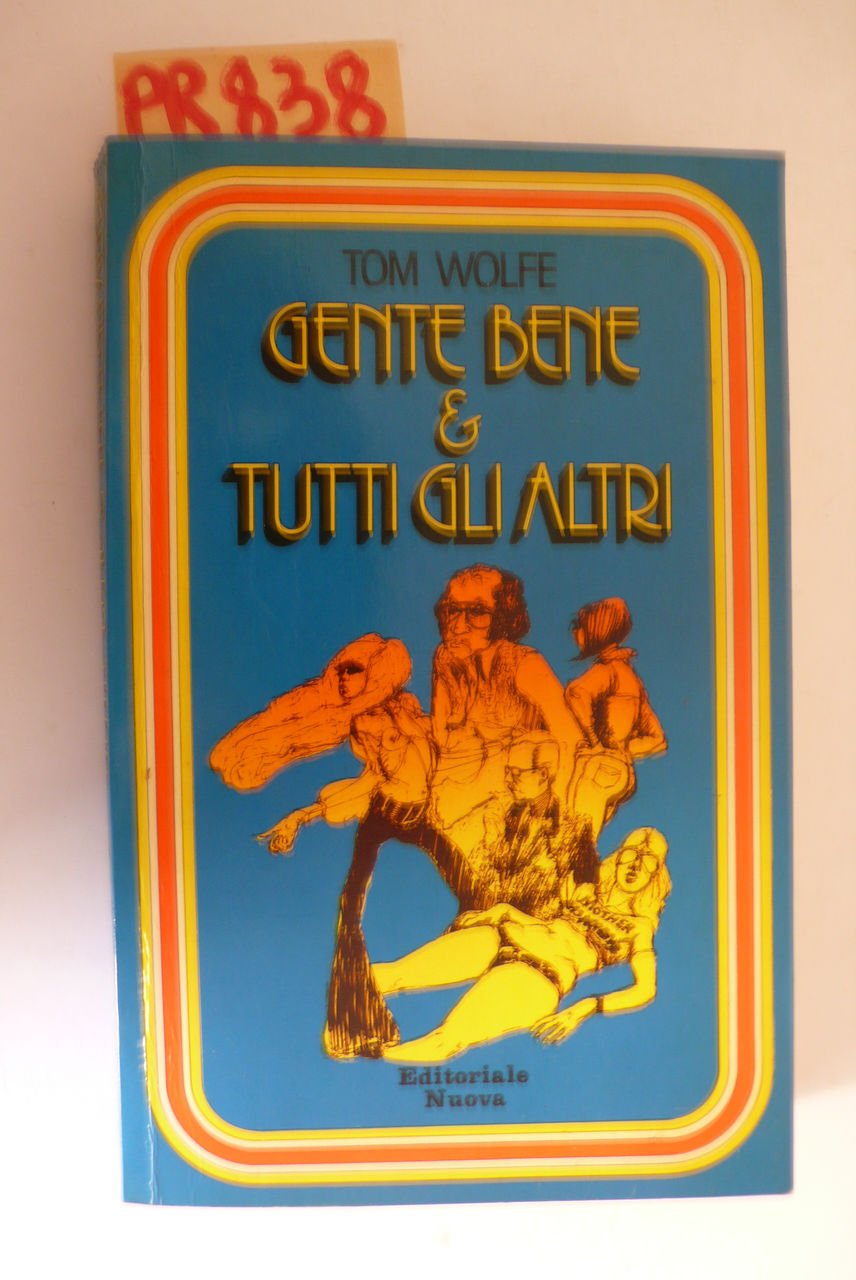 PR838
TOM WOLFE
GENTE BENE
&
TUTTI GLI ALTRI
MOTHER
Editoriale
Nuova